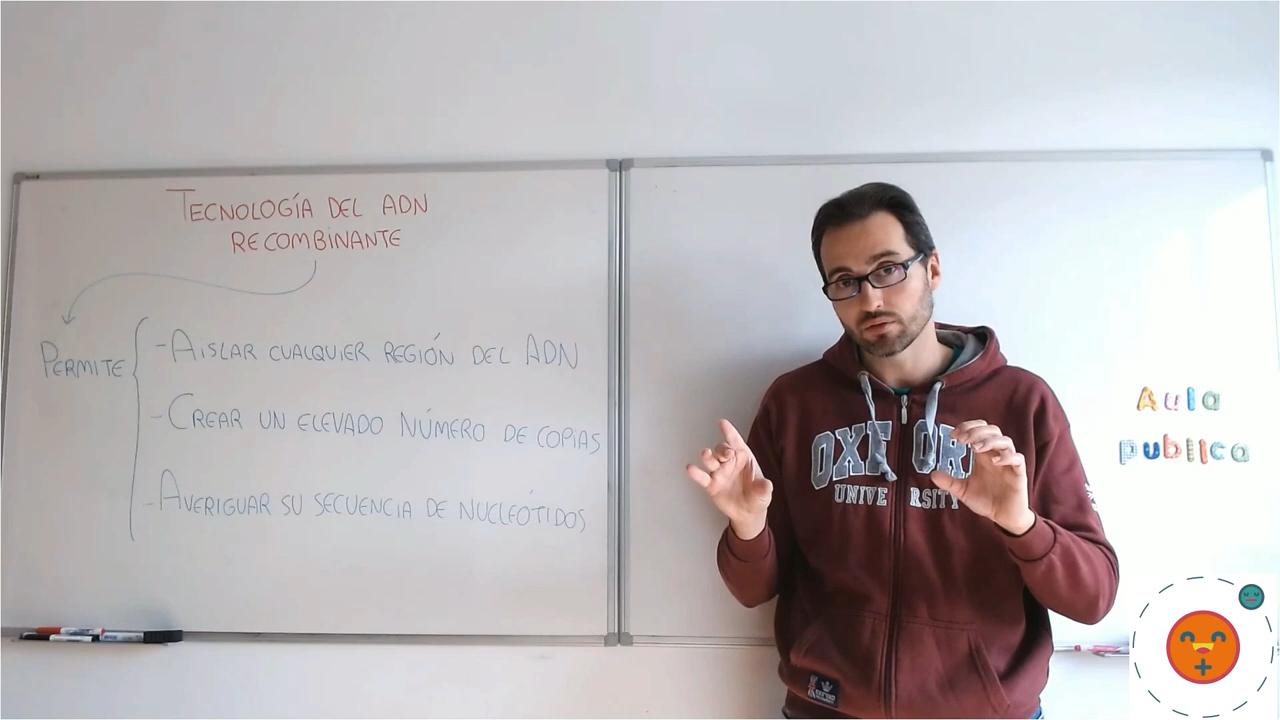 TECNOLOGÍA DEL ADN
RECOMBINANTE
PERMITE
- AISLAR CUALQUIER REGIÓN DEL ADN
- CREAR UN ELEVADO NÚMERO DE COPIAS
- AVERIGUAR SU SECUENCIA DE NUCLEÓTIDOS
OXFORD
UNIVERSITY
Aula
publica